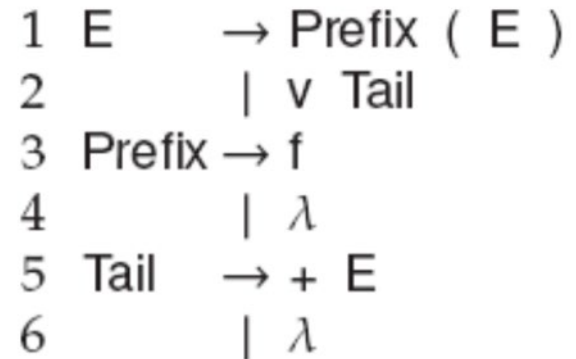 1 E → Prefix ( E )
2 | v Tail
3 Prefix → f
4 | λ
5 Tail → + E
6 | λ